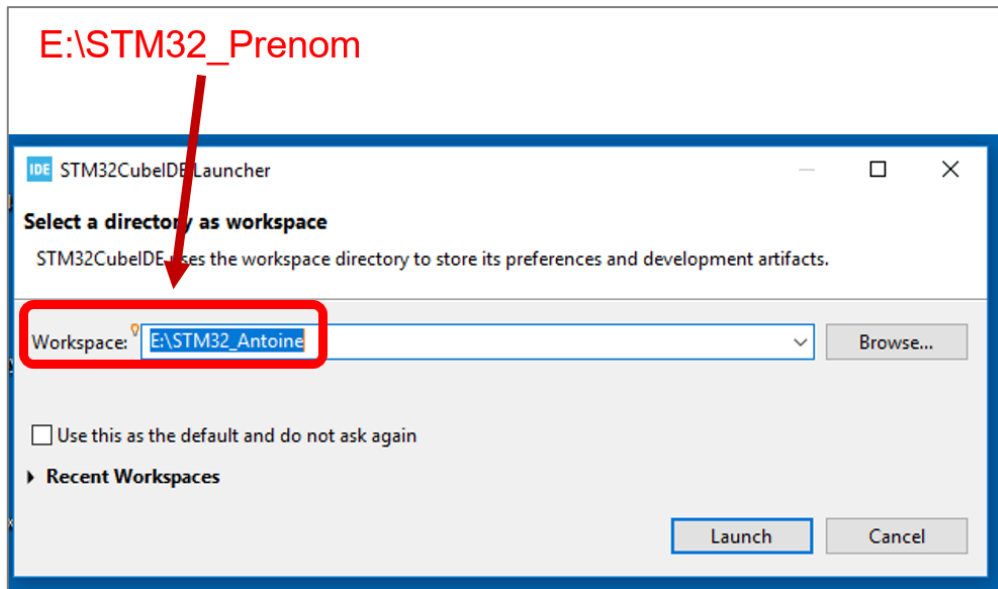 E:\STM32_Prenom
IDE STM32CubeIDE Launcher
Select a directory as workspace
STM32CubeIDE uses the workspace directory to store its preferences and development artifacts.
Workspace: E:\STM32_Antoine Browse...
Use this as the default and do not ask again
Recent Workspaces
Launch Cancel